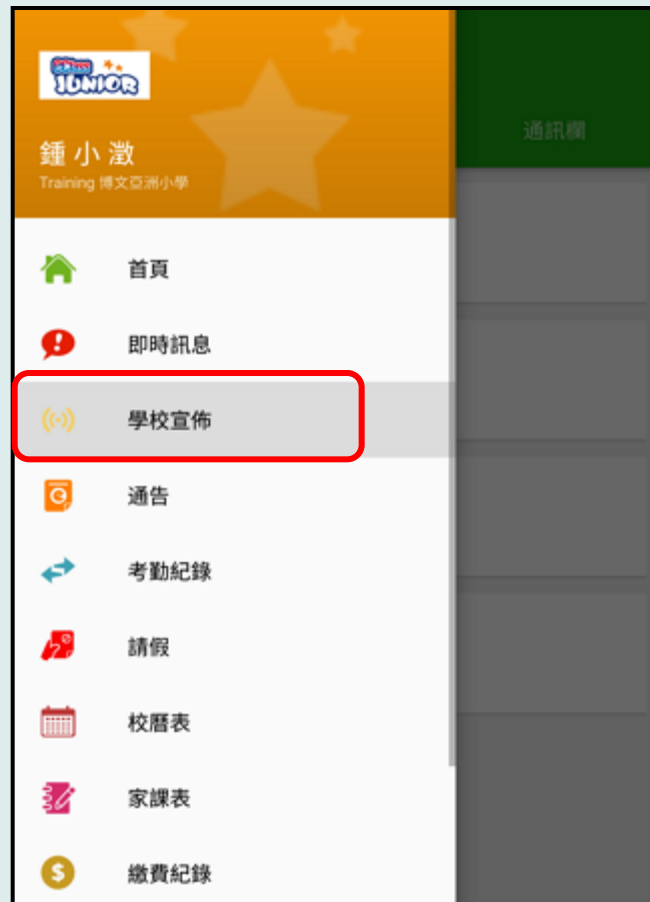 JUNIOR
鍾小澂
Training 博文亞洲小學
通訊欄
首頁
即時訊息
學校宣佈
通告
考勤紀錄
請假
校曆表
家課表
繳費紀錄